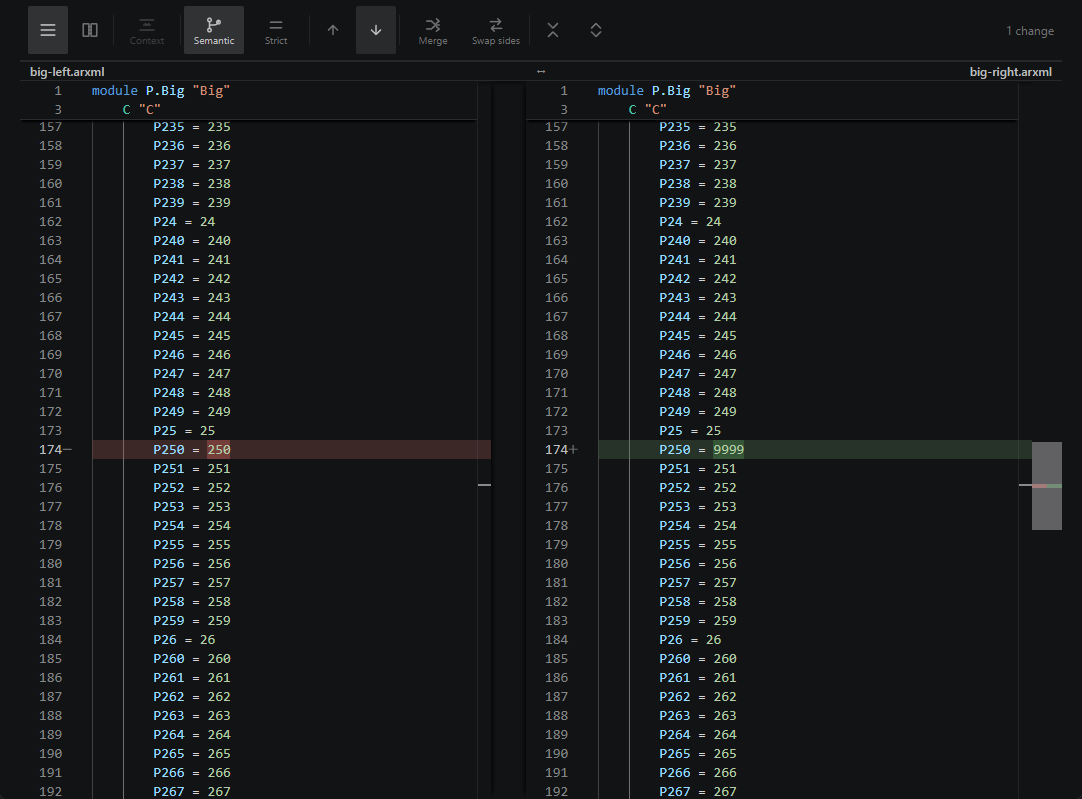 Context Semantic Strict Merge Swap sides 1 change
big-left.arxml ↔ big-right.arxml
1 module P.Big "Big" 1 module P.Big "Big"
3 C "C" 3 C "C"
157 P235 = 235 157 P235 = 235
158 P236 = 236 158 P236 = 236
159 P237 = 237 159 P237 = 237
160 P238 = 238 160 P238 = 238
161 P239 = 239 161 P239 = 239
162 P24 = 24 162 P24 = 24
163 P240 = 240 163 P240 = 240
164 P241 = 241 164 P241 = 241
165 P242 = 242 165 P242 = 242
166 P243 = 243 166 P243 = 243
167 P244 = 244 167 P244 = 244
168 P245 = 245 168 P245 = 245
169 P246 = 246 169 P246 = 246
170 P247 = 247 170 P247 = 247
171 P248 = 248 171 P248 = 248
172 P249 = 249 172 P249 = 249
173 P25 = 25 173 P25 = 25
174− P250 = 250 174+ P250 = 9999
175 P251 = 251 175 P251 = 251
176 P252 = 252 176 P252 = 252
177 P253 = 253 177 P253 = 253
178 P254 = 254 178 P254 = 254
179 P255 = 255 179 P255 = 255
180 P256 = 256 180 P256 = 256
181 P257 = 257 181 P257 = 257
182 P258 = 258 182 P258 = 258
183 P259 = 259 183 P259 = 259
184 P26 = 26 184 P26 = 26
185 P260 = 260 185 P260 = 260
186 P261 = 261 186 P261 = 261
187 P262 = 262 187 P262 = 262
188 P263 = 263 188 P263 = 263
189 P264 = 264 189 P264 = 264
190 P265 = 265 190 P265 = 265
191 P266 = 266 191 P266 = 266
192 P267 = 267 192 P267 = 267